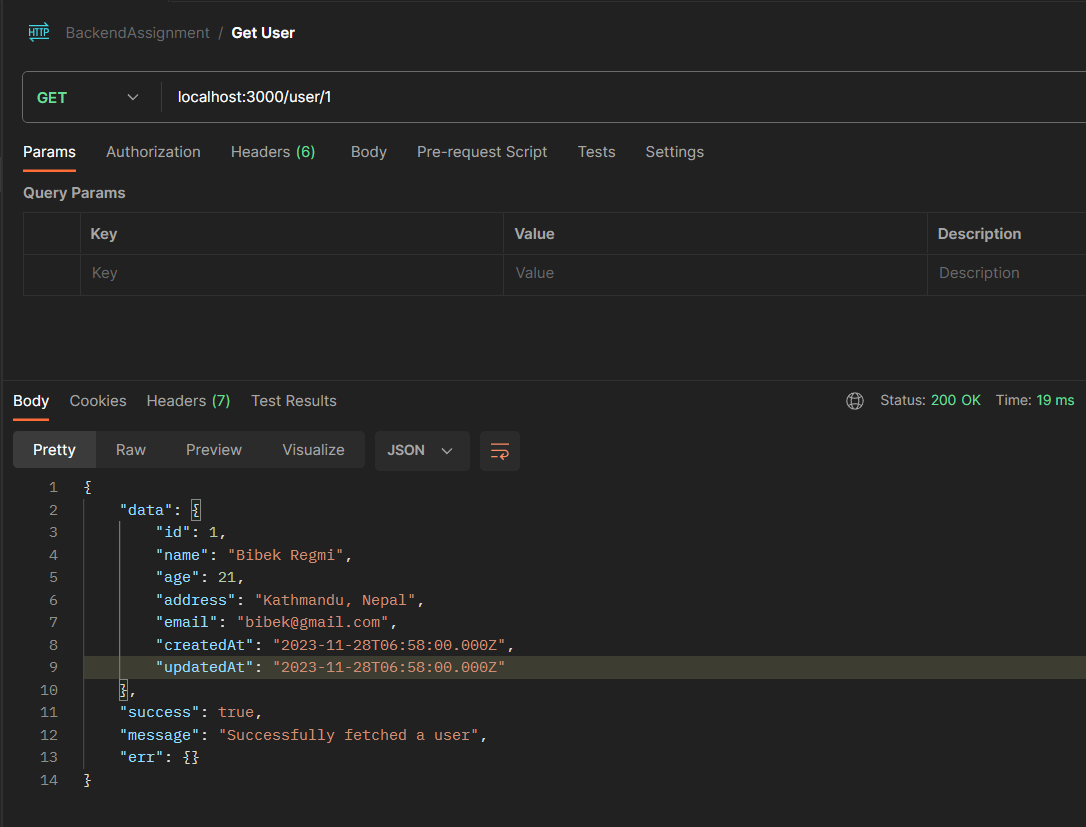 HTTP BackendAssignment / Get User
GET localhost:3000/user/1
Params Authorization Headers (6) Body Pre-request Script Tests Settings
Query Params
Key Value Description
Key Value Description
Body Cookies Headers (7) Test Results Status: 200 OK Time: 19 ms
Pretty Raw Preview Visualize JSON
1 {
2 "data": {
3 "id": 1,
4 "name": "Bibek Regmi",
5 "age": 21,
6 "address": "Kathmandu, Nepal",
7 "email": "bibek@gmail.com",
8 "createdAt": "2023-11-28T06:58:00.000Z",
9 "updatedAt": "2023-11-28T06:58:00.000Z"
10 },
11 "success": true,
12 "message": "Successfully fetched a user",
13 "err": {}
14 }